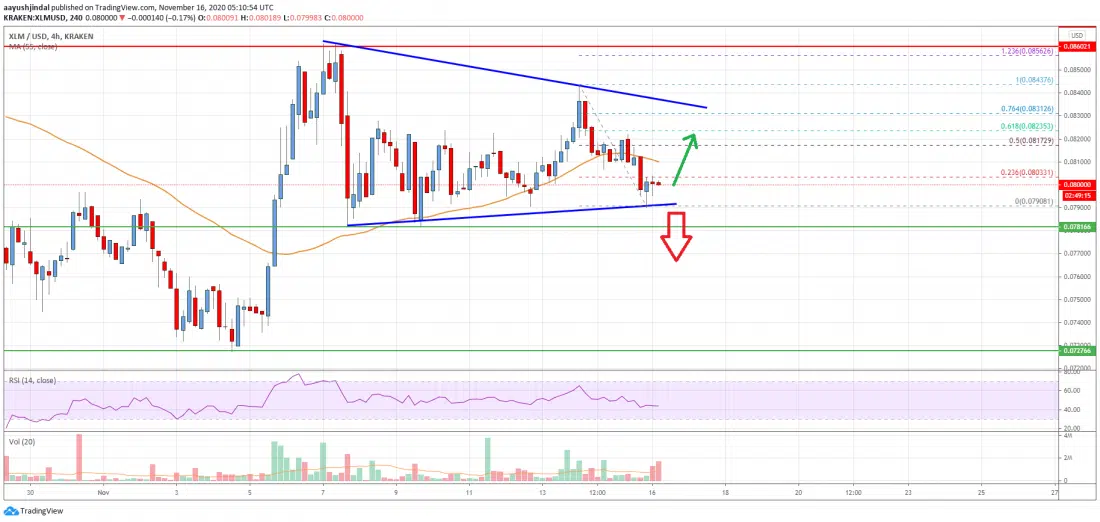 aayushjindal published on TradingView.com, November 16, 2020 05:10:54 UTC
KRAKEN:XLMUSD, 240 0.080000 ▼ −0.000140 (−0.17%) O:0.080091 H:0.080189 L:0.079983 C:0.080000
XLM / USD, 4h, KRAKEN
MA (55, close)
USD
0.086021
1.236(0.085626)
0.085000
1(0.084376)
0.084000
0.764(0.083126)
0.083000
0.618(0.082353)
0.082000
0.5(0.081729)
0.081000
0.236(0.080331)
0.080000
02:49:15
0(0.079081)
0.079000
0.078166
0.077000
0.076000
0.075000
0.074000
0.073000
0.072766
RSI (14, close)
80.00
60.00
40.00
20.00
Vol (20)
4M
2M
0
30 Nov 3 5 7 9 11 13 12:00 16 18 20 12:00 23 25 27
TradingView